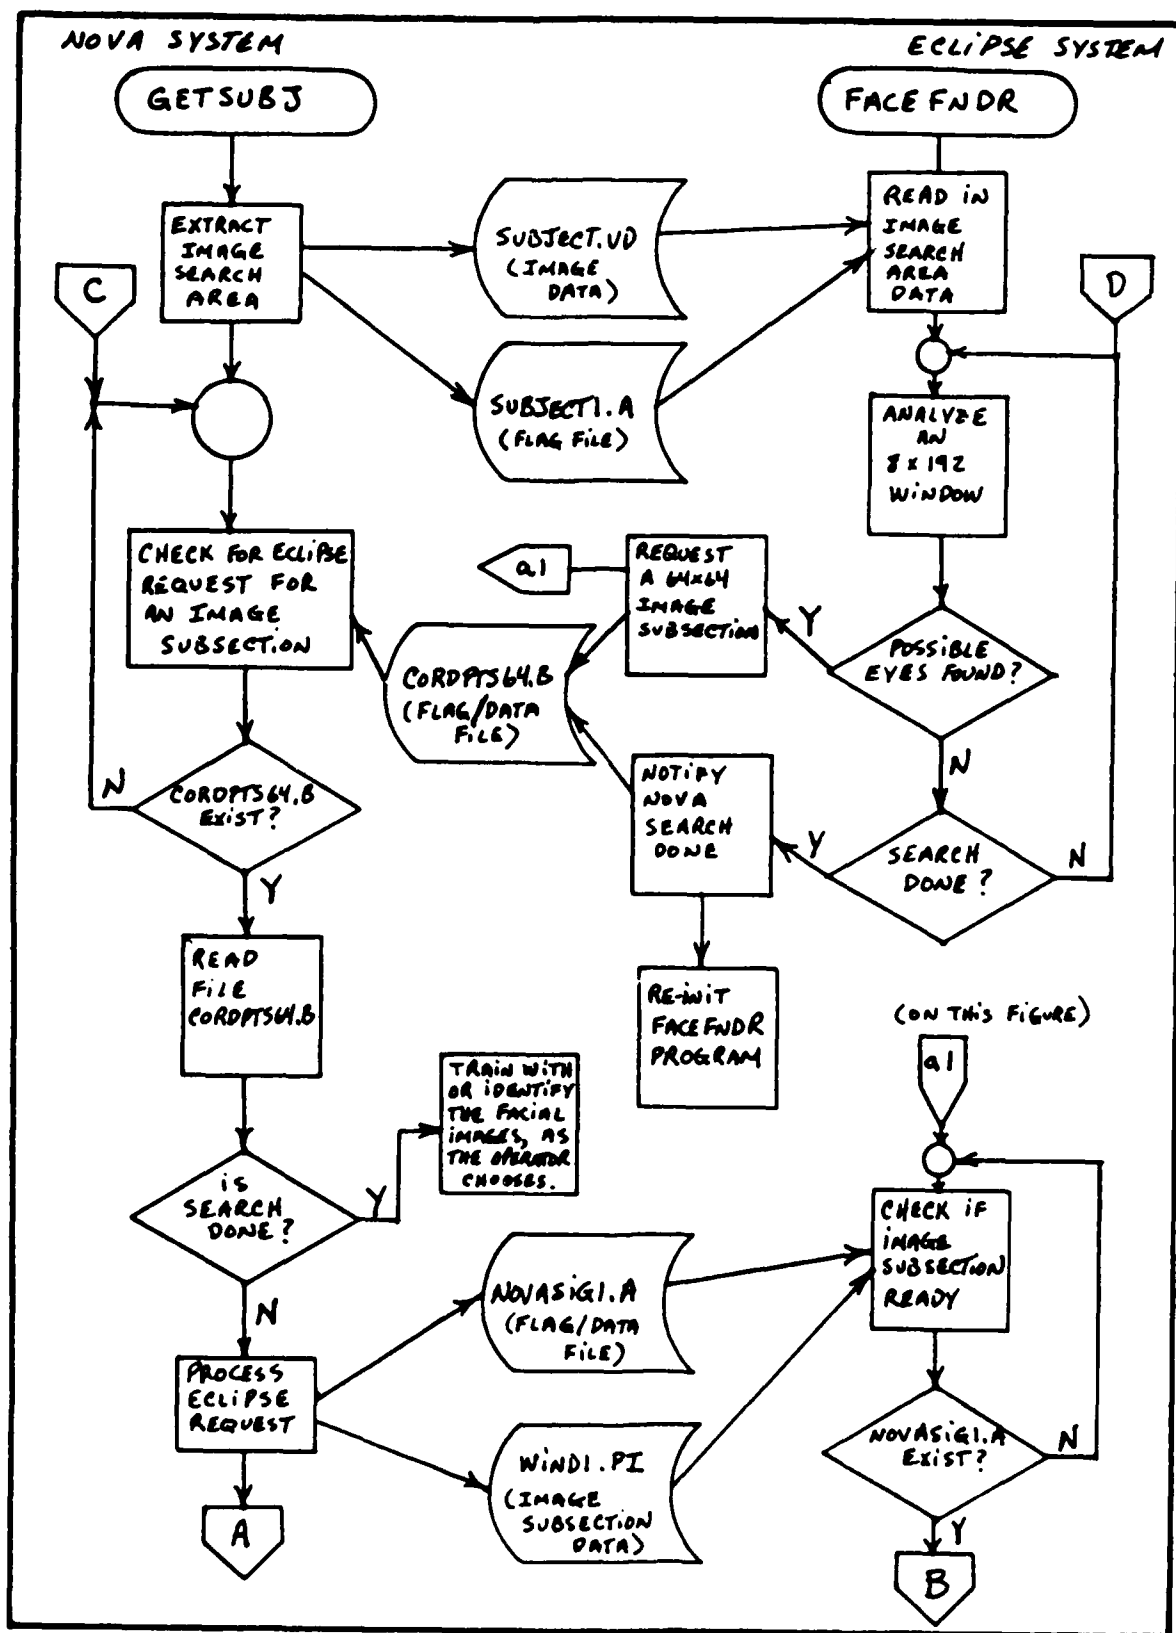 NOVA SYSTEM
ECLIPSE SYSTEM
GETSUBJ
FACEFNDR
EXTRACT
IMAGE
SEARCH
AREA
SUBJECT.VD
(IMAGE
DATA)
READ IN
IMAGE
SEARCH
AREA
DATA
C
D
SUBJECT1.A
(FLAG FILE)
ANALYZE
AN
8 x 192
WINDOW
CHECK FOR ECLIPSE
REQUEST FOR
AN IMAGE
SUBSECTION
a1
REQUEST
A 64x64
IMAGE
SUBSECTION
Y
POSSIBLE
EYES FOUND?
CORDPTS64.B
(FLAG/DATA
FILE)
N
N
CORDPTS64.B
EXIST?
NOTIFY
NOVA
SEARCH
DONE
Y
SEARCH
DONE?
N
Y
READ
FILE
CORDPTS64.B
RE-INIT
FACEFNDR
PROGRAM
(ON THIS FIGURE)
a1
TRAIN WITH
OR IDENTIFY
THE FACIAL
IMAGES, AS
THE OPERATOR
CHOOSES.
IS
SEARCH
DONE?
Y
CHECK IF
IMAGE
SUBSECTION
READY
N
NOVASIG1.A
(FLAG/DATA
FILE)
PROCESS
ECLIPSE
REQUEST
NOVASIG1.A
EXIST?
N
WIND1.PI
(IMAGE
SUBSECTION
DATA)
Y
A
B